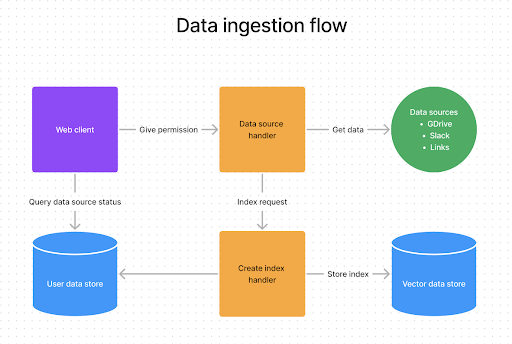 Data ingestion flow
Web client
Give permission
Data source
handler
Get data
Data sources
• GDrive
• Slack
• Links
Query data source status
Index request
User data store
Create index
handler
Store index
Vector data store